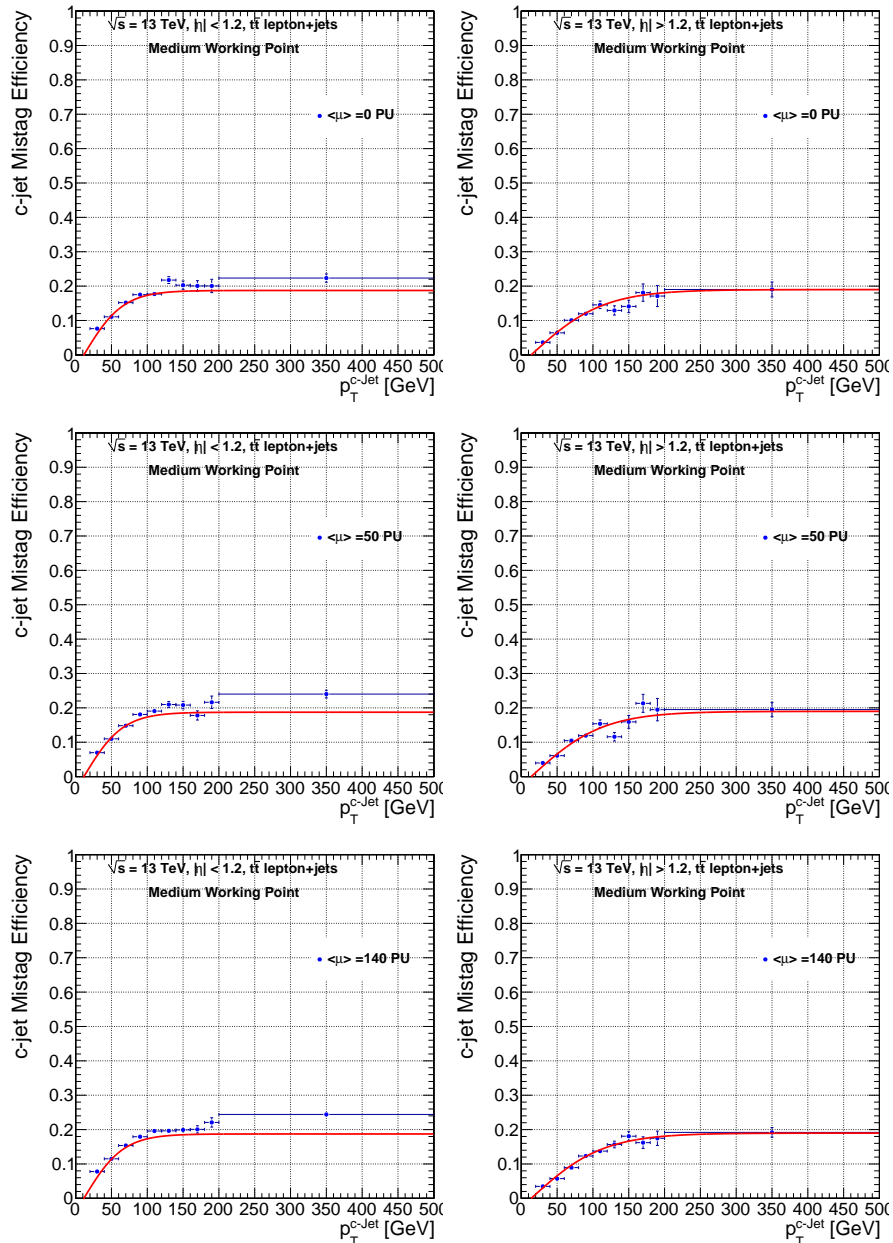 √s = 13 TeV, |η| < 1.2, tt̄ lepton+jets
Medium Working Point
<μ> =0 PU
c-jet Mistag Efficiency
1
0.9
0.8
0.7
0.6
0.5
0.4
0.3
0.2
0.1
0
0 50 100 150 200 250 300 350 400 450 500
p_T^c-Jet [GeV]
√s = 13 TeV, |η| > 1.2, tt̄ lepton+jets
Medium Working Point
<μ> =0 PU
c-jet Mistag Efficiency
1
0.9
0.8
0.7
0.6
0.5
0.4
0.3
0.2
0.1
0
0 50 100 150 200 250 300 350 400 450 500
p_T^c-Jet [GeV]
√s = 13 TeV, |η| < 1.2, tt̄ lepton+jets
Medium Working Point
<μ> =50 PU
c-jet Mistag Efficiency
1
0.9
0.8
0.7
0.6
0.5
0.4
0.3
0.2
0.1
0
0 50 100 150 200 250 300 350 400 450 500
p_T^c-Jet [GeV]
√s = 13 TeV, |η| > 1.2, tt̄ lepton+jets
Medium Working Point
<μ> =50 PU
c-jet Mistag Efficiency
1
0.9
0.8
0.7
0.6
0.5
0.4
0.3
0.2
0.1
0
0 50 100 150 200 250 300 350 400 450 500
p_T^c-Jet [GeV]
√s = 13 TeV, |η| < 1.2, tt̄ lepton+jets
Medium Working Point
<μ> =140 PU
c-jet Mistag Efficiency
1
0.9
0.8
0.7
0.6
0.5
0.4
0.3
0.2
0.1
0
0 50 100 150 200 250 300 350 400 450 500
p_T^c-Jet [GeV]
√s = 13 TeV, |η| > 1.2, tt̄ lepton+jets
Medium Working Point
<μ> =140 PU
c-jet Mistag Efficiency
1
0.9
0.8
0.7
0.6
0.5
0.4
0.3
0.2
0.1
0
0 50 100 150 200 250 300 350 400 450 500
p_T^c-Jet [GeV]